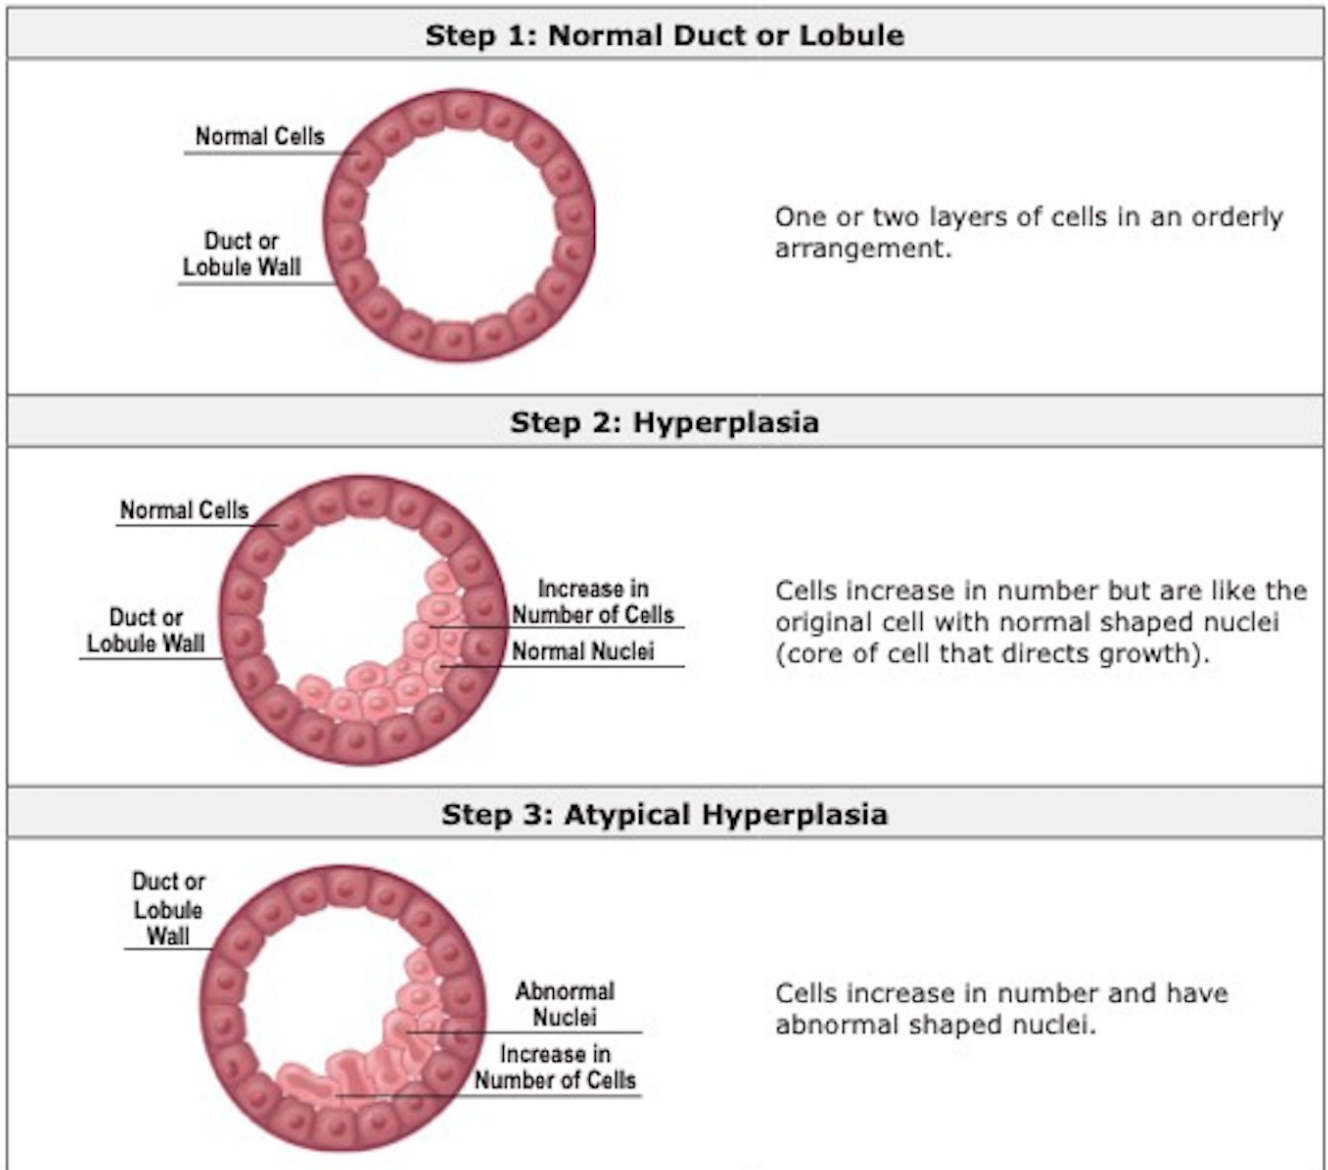 Step 1: Normal Duct or Lobule
Normal Cells
Duct or
Lobule Wall
One or two layers of cells in an orderly
arrangement.
Step 2: Hyperplasia
Normal Cells
Duct or
Lobule Wall
Increase in
Number of Cells
Normal Nuclei
Cells increase in number but are like the
original cell with normal shaped nuclei
(core of cell that directs growth).
Step 3: Atypical Hyperplasia
Duct or
Lobule
Wall
Abnormal
Nuclei
Increase in
Number of Cells
Cells increase in number and have
abnormal shaped nuclei.